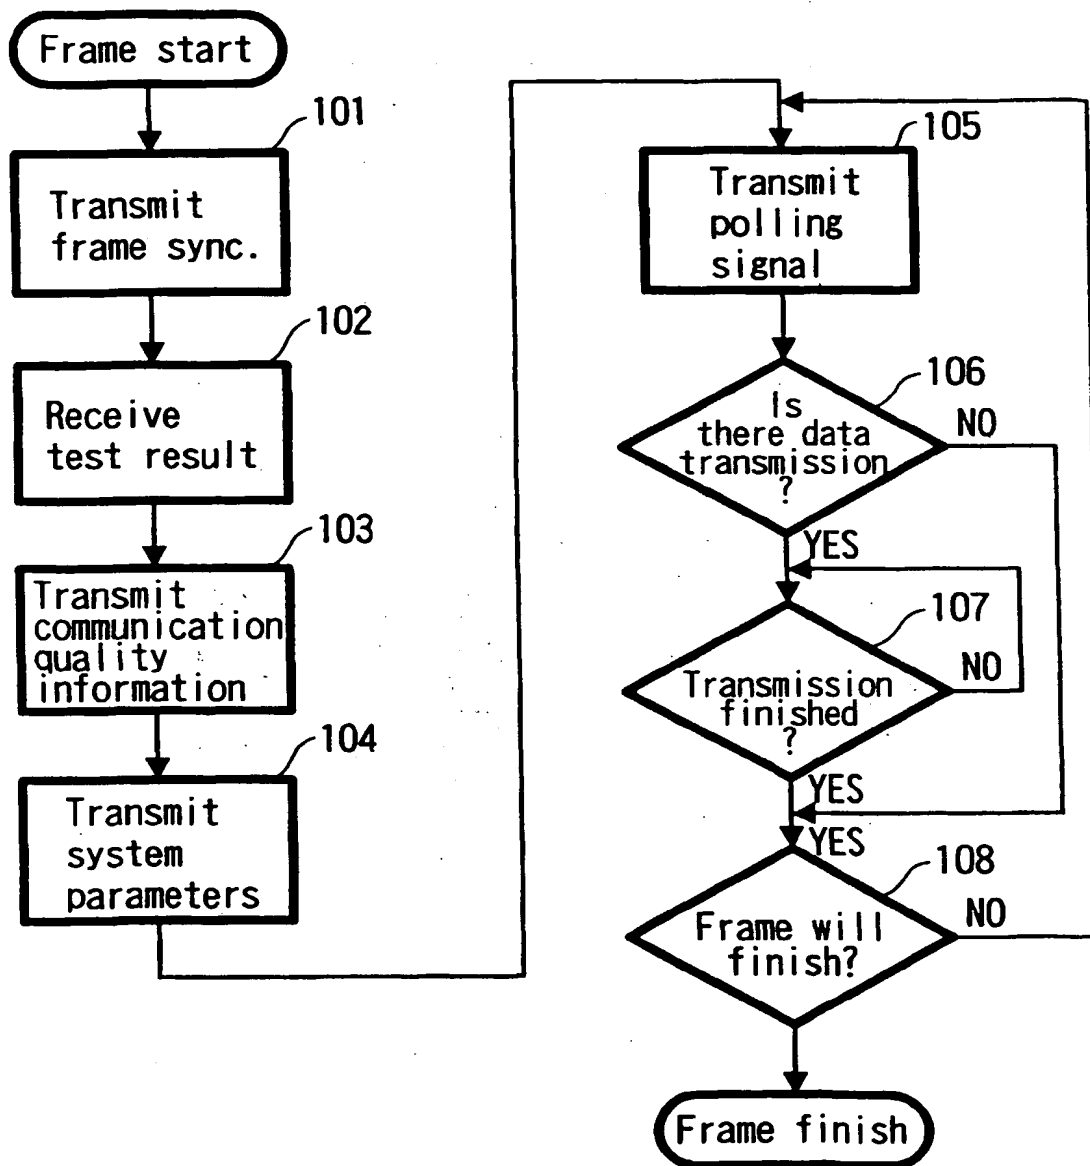 Frame start
101
Transmit
frame sync.
102
Receive
test result
103
Transmit
communication
quality
information
104
Transmit
system
parameters
105
Transmit
polling
signal
106
Is
there data
transmission
?
NO
YES
107
Transmission
finished
?
NO
YES
YES
108
Frame will
finish?
NO
Frame finish